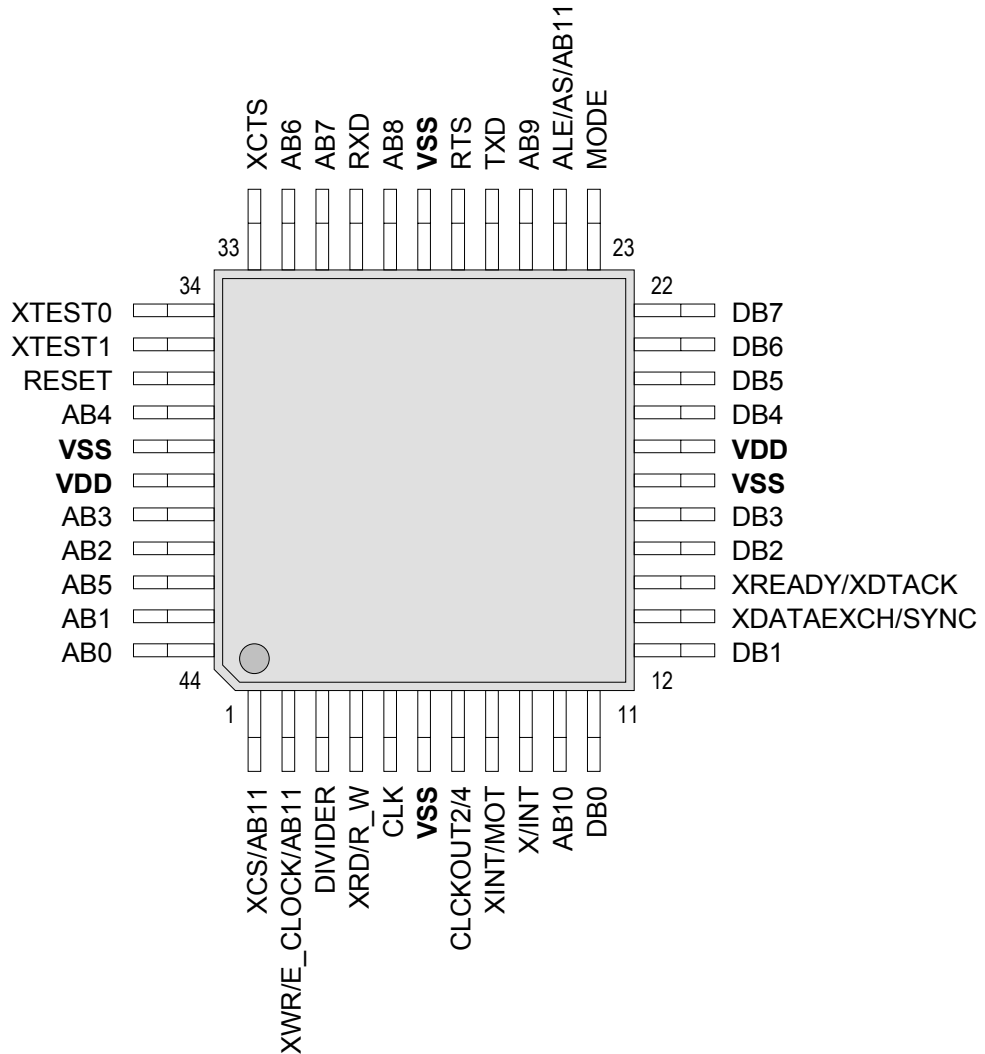 XCTS
AB6
AB7
RXD
AB8
VSS
RTS
TXD
AB9
ALE/AS/AB11
MODE
33
23
34
22
XTEST0
XTEST1
RESET
AB4
VSS
VDD
AB3
AB2
AB5
AB1
AB0
DB7
DB6
DB5
DB4
VDD
VSS
DB3
DB2
XREADY/XDTACK
XDATAEXCH/SYNC
DB1
44
12
1
11
XCS/AB11
XWR/E_CLOCK/AB11
DIVIDER
XRD/R_W
CLK
VSS
CLCKOUT2/4
XINT/MOT
X/INT
AB10
DB0